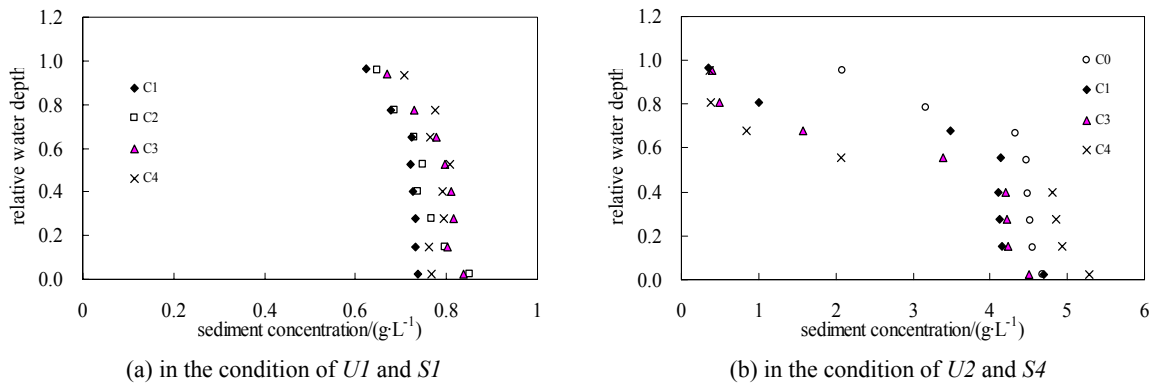 1.2
1.0
0.8
0.6
0.4
0.2
0.0
relative water depth
C1
C2
C3
C4
0
0.2
0.4
0.6
0.8
1
sediment concentration/(g·L⁻¹)
(a) in the condition of U1 and S1
1.2
1.0
0.8
0.6
0.4
0.2
0.0
relative water depth
C0
C1
C3
C4
0
1
2
3
4
5
6
sediment concentration/(g·L⁻¹)
(b) in the condition of U2 and S4